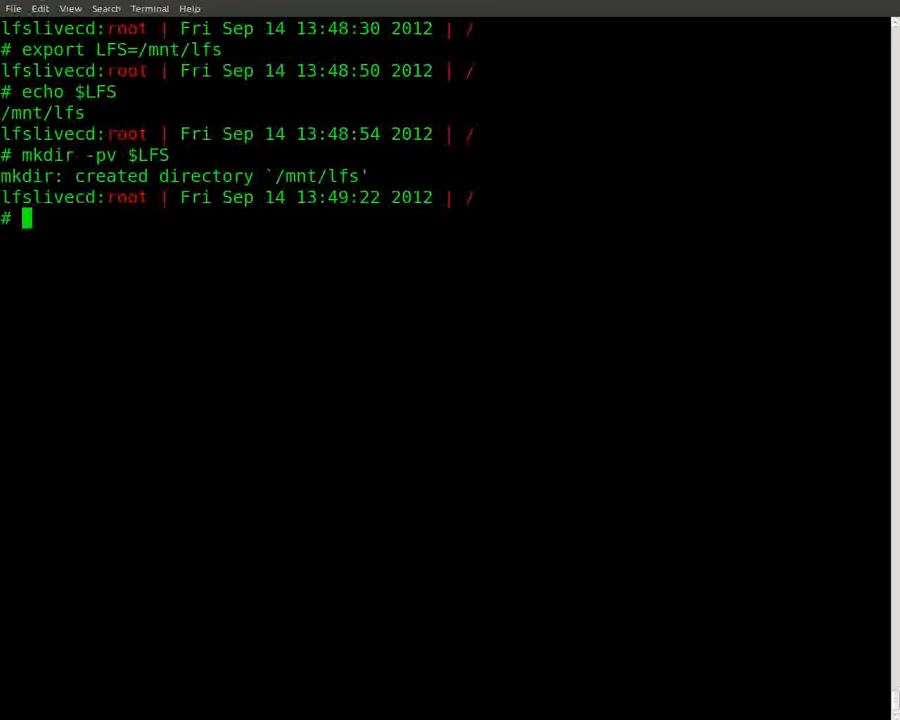 File Edit View Search Terminal Help
lfslivecd:root | Fri Sep 14 13:48:30 2012 | /
# export LFS=/mnt/lfs
lfslivecd:root | Fri Sep 14 13:48:50 2012 | /
# echo $LFS
/mnt/lfs
lfslivecd:root | Fri Sep 14 13:48:54 2012 | /
# mkdir -pv $LFS
mkdir: created directory `/mnt/lfs'
lfslivecd:root | Fri Sep 14 13:49:22 2012 | /
#